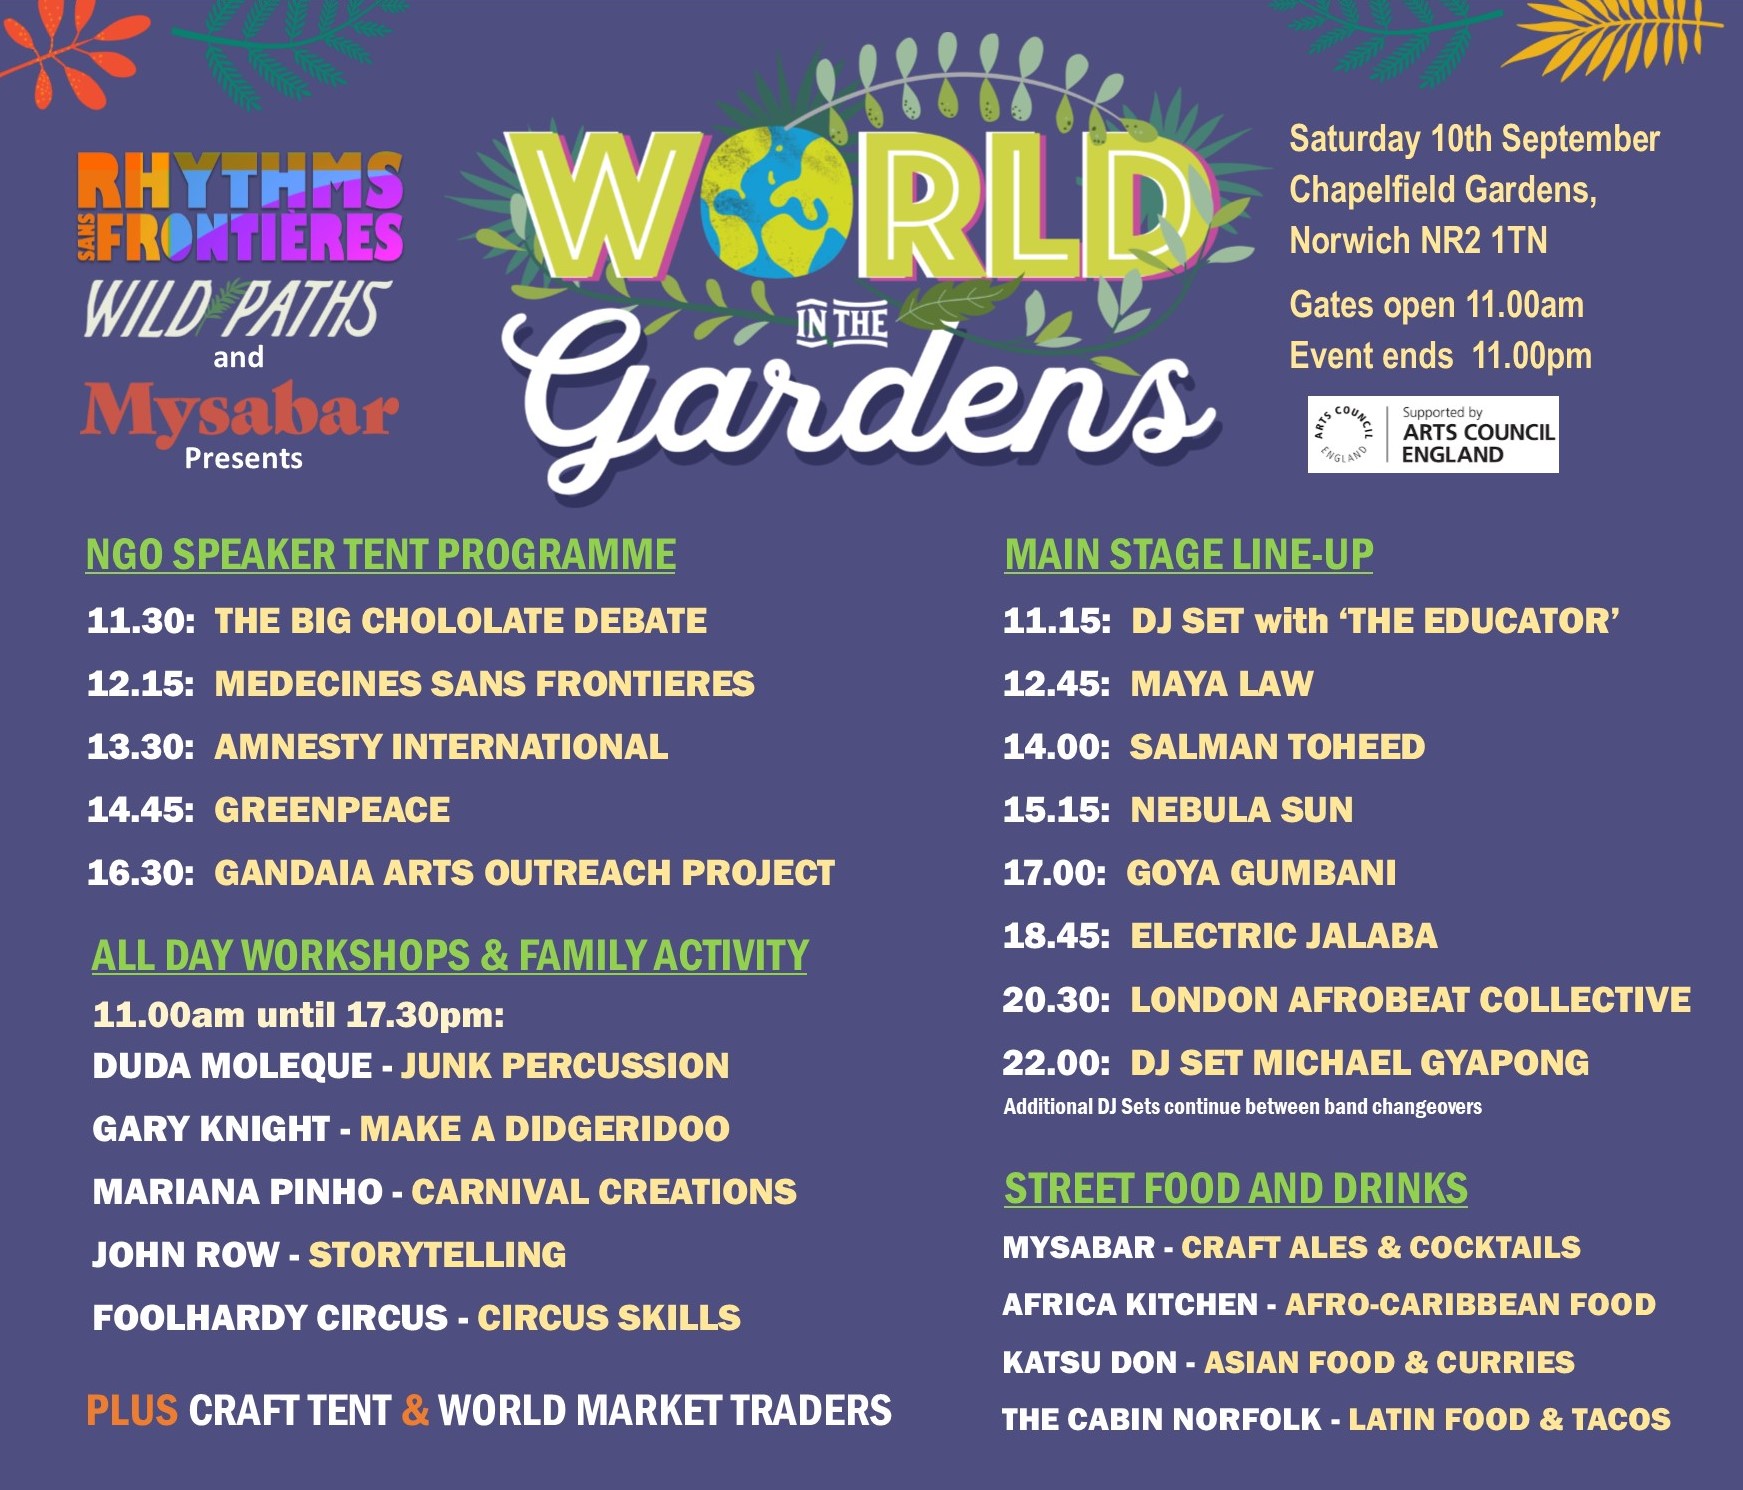 RHYTHMS
SANS FRONTIÈRES
WILD PATHS
and
Mysabar
Presents
WORLD
IN THE
Gardens
Saturday 10th September
Chapelfield Gardens,
Norwich NR2 1TN
Gates open 11.00am
Event ends 11.00pm
ARTS COUNCIL ENGLAND
Supported by
ARTS COUNCIL
ENGLAND
NGO SPEAKER TENT PROGRAMME
11.30: THE BIG CHOLOLATE DEBATE
12.15: MEDECINES SANS FRONTIERES
13.30: AMNESTY INTERNATIONAL
14.45: GREENPEACE
16.30: GANDAIA ARTS OUTREACH PROJECT
ALL DAY WORKSHOPS & FAMILY ACTIVITY
11.00am until 17.30pm:
DUDA MOLEQUE - JUNK PERCUSSION
GARY KNIGHT - MAKE A DIDGERIDOO
MARIANA PINHO - CARNIVAL CREATIONS
JOHN ROW - STORYTELLING
FOOLHARDY CIRCUS - CIRCUS SKILLS
PLUS CRAFT TENT & WORLD MARKET TRADERS
MAIN STAGE LINE-UP
11.15: DJ SET with ‘THE EDUCATOR’
12.45: MAYA LAW
14.00: SALMAN TOHEED
15.15: NEBULA SUN
17.00: GOYA GUMBANI
18.45: ELECTRIC JALABA
20.30: LONDON AFROBEAT COLLECTIVE
22.00: DJ SET MICHAEL GYAPONG
Additional DJ Sets continue between band changeovers
STREET FOOD AND DRINKS
MYSABAR - CRAFT ALES & COCKTAILS
AFRICA KITCHEN - AFRO-CARIBBEAN FOOD
KATSU DON - ASIAN FOOD & CURRIES
THE CABIN NORFOLK - LATIN FOOD & TACOS